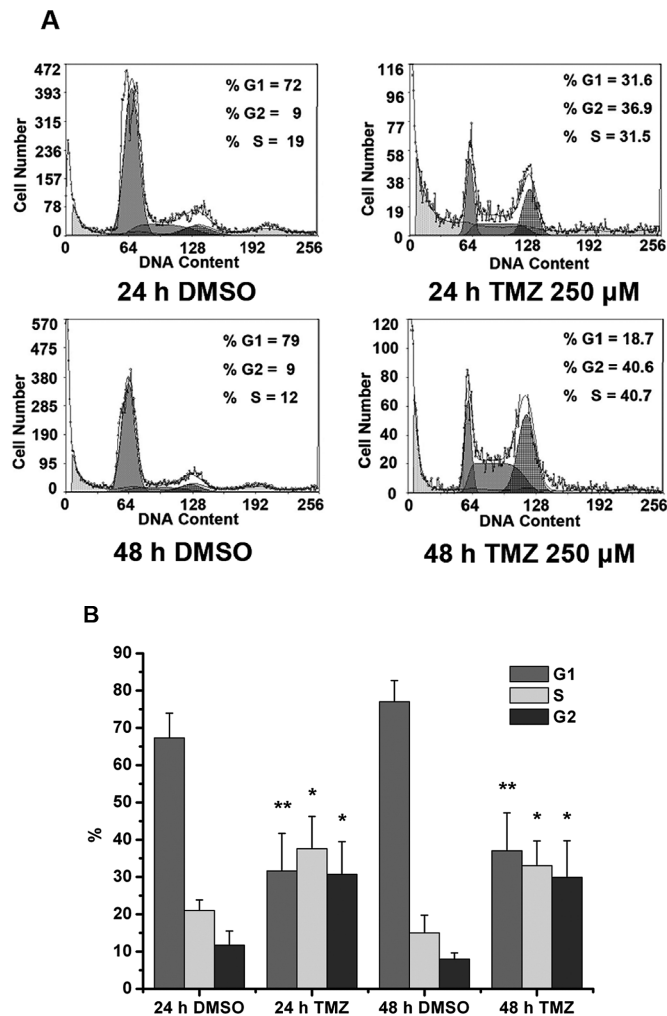 A
472
393
315
236
157
78
0
Cell Number
% G1 = 72
% G2 = 9
% S = 19
0 64 128 192 256
DNA Content
24 h DMSO
116
96
77
58
38
19
0
Cell Number
% G1 = 31.6
% G2 = 36.9
% S = 31.5
0 64 128 192 256
DNA Content
24 h TMZ 250 µM
570
475
380
285
190
95
0
Cell Number
% G1 = 79
% G2 = 9
% S = 12
0 64 128 192 256
DNA Content
48 h DMSO
120
100
80
60
40
20
0
Cell Number
% G1 = 18.7
% G2 = 40.6
% S = 40.7
0 64 128 192 256
DNA Content
48 h TMZ 250 µM
B
90
80
70
60
50
40
30
20
10
0
%
G1
S
G2
** * *
** * *
24 h DMSO 24 h TMZ 48 h DMSO 48 h TMZ